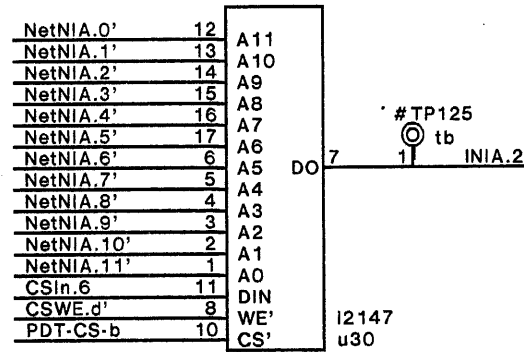 NetNIA.0' 12 A11
NetNIA.1' 13 A10
NetNIA.2' 14 A9
NetNIA.3' 15 A8
NetNIA.4' 16 A7
NetNIA.5' 17 A6
NetNIA.6' 6 A5
NetNIA.7' 5 A4
NetNIA.8' 4 A3
NetNIA.9' 3 A2
NetNIA.10' 2 A1
NetNIA.11' 1 A0
CSIn.6 11 DIN
CSWE.d' 8 WE'
PDT-CS-b 10 CS'
#TP125
tb
DO 7 1 INIA.2
i2147
u30